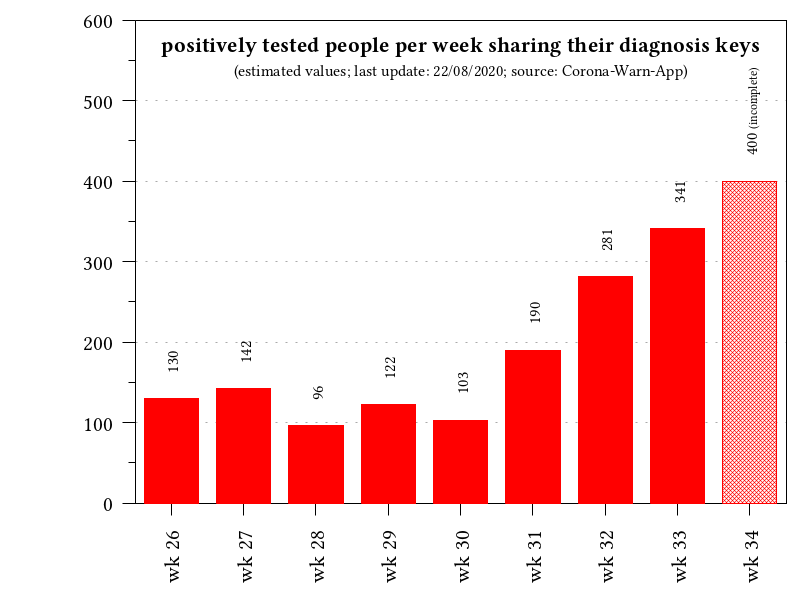 positively tested people per week sharing their diagnosis keys
(estimated values; last update: 22/08/2020; source: Corona-Warn-App)
600
500
400
300
200
100
0
130
142
96
122
103
190
281
341
400 (incomplete)
wk 26
wk 27
wk 28
wk 29
wk 30
wk 31
wk 32
wk 33
wk 34